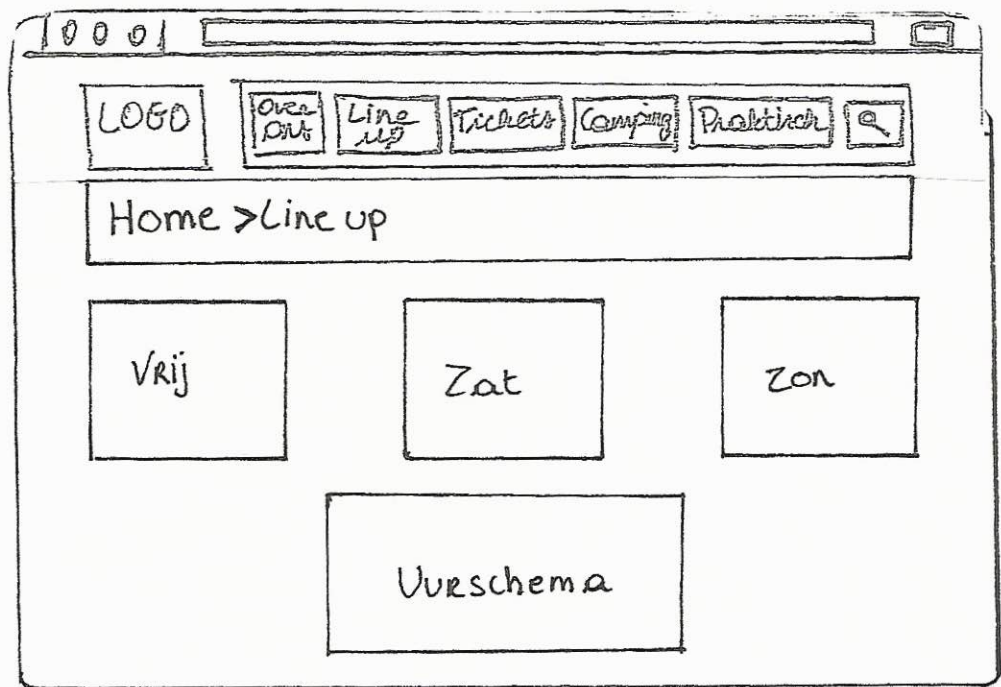 LOGO
Over
ons
Line
up
Tickets
Camping
Praktisch
Home > Line up
VRij
Zat
zon
UuRschema